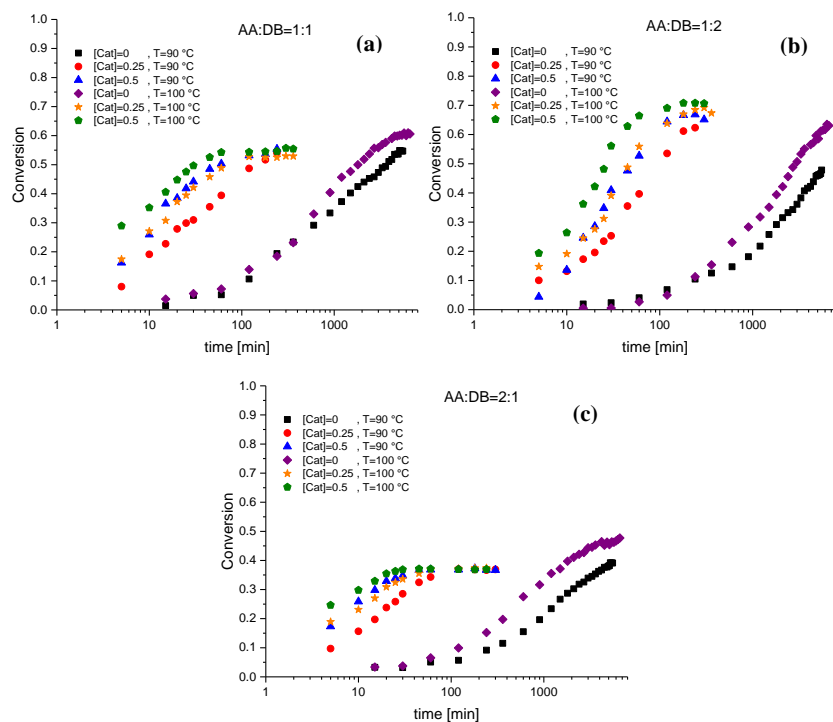 AA:DB=1:1
(a)
[Cat]=0 , T=90 °C
[Cat]=0.25 , T=90 °C
[Cat]=0.5 , T=90 °C
[Cat]=0 , T=100 °C
[Cat]=0.25 , T=100 °C
[Cat]=0.5 , T=100 °C
Conversion
1.0
0.9
0.8
0.7
0.6
0.5
0.4
0.3
0.2
0.1
0.0
1 10 100 1000
time [min]
AA:DB=1:2
(b)
[Cat]=0 , T=90 °C
[Cat]=0.25 , T=90 °C
[Cat]=0.5 , T=90 °C
[Cat]=0 , T=100 °C
[Cat]=0.25 , T=100 °C
[Cat]=0.5 , T=100 °C
Conversion
1.0
0.9
0.8
0.7
0.6
0.5
0.4
0.3
0.2
0.1
0.0
1 10 100 1000
time [min]
AA:DB=2:1
(c)
[Cat]=0 , T=90 °C
[Cat]=0.25 , T=90 °C
[Cat]=0.5 , T=90 °C
[Cat]=0 , T=100 °C
[Cat]=0.25 , T=100 °C
[Cat]=0.5 , T=100 °C
Conversion
1.0
0.9
0.8
0.7
0.6
0.5
0.4
0.3
0.2
0.1
0.0
1 10 100 1000
time [min]